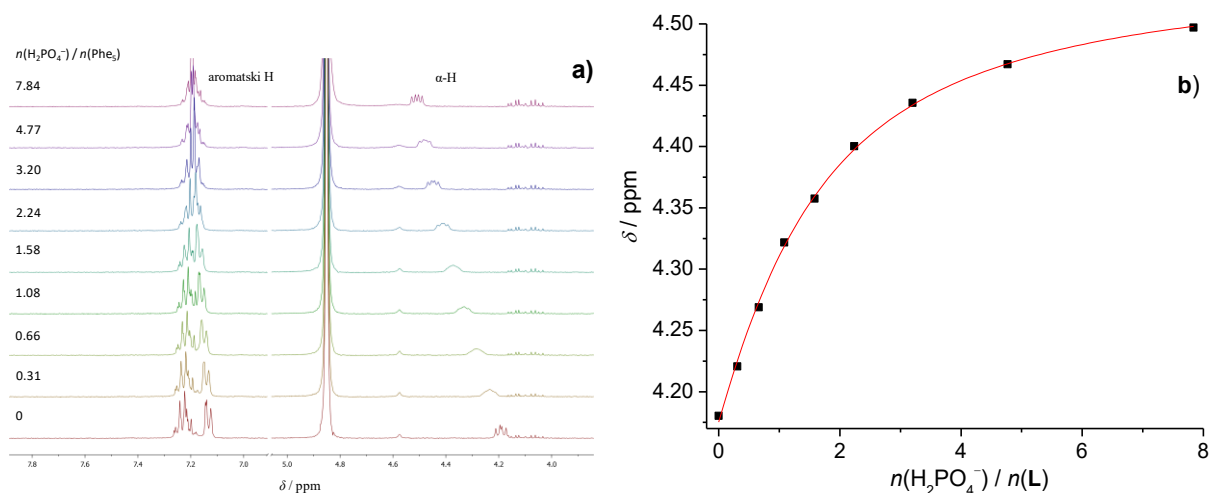 n(H₂PO₄⁻) / n(Phe₅)
aromatski H
α-H
a)
7.84
4.77
3.20
2.24
1.58
1.08
0.66
0.31
0
7.8 7.6 7.4 7.2 7.0 5.0 4.8 4.6 4.4 4.2 4.0
δ / ppm
b)
δ / ppm
4.50
4.45
4.40
4.35
4.30
4.25
4.20
0 2 4 6 8
n(H₂PO₄⁻) / n(L)